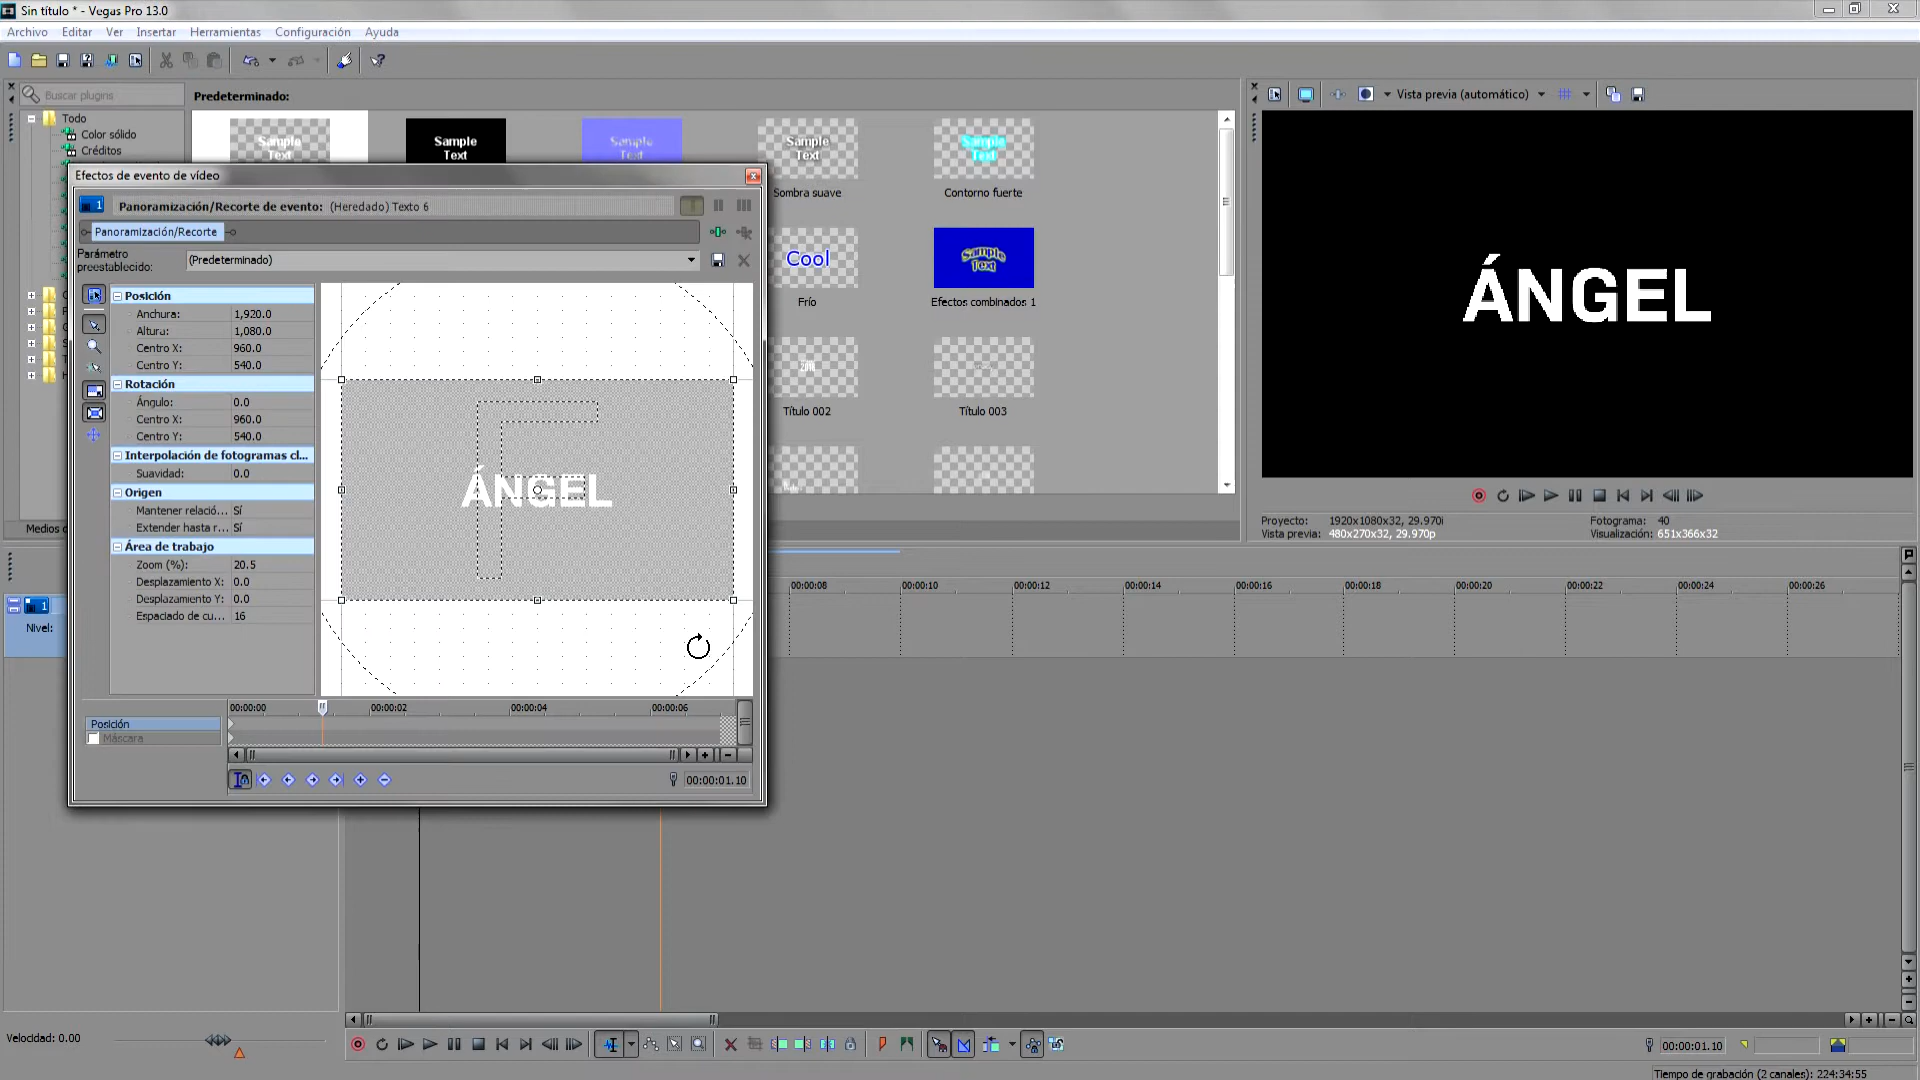 Sin título * - Vegas Pro 13.0
Archivo Editar Ver Insertar Herramientas Configuración Ayuda
Buscar plugins
Predeterminado:
Vista previa (automático)
Todo
Color sólido
Créditos
Sample
Text
Sample
Text
Sample
Text
Sample
Text
Sample
Text
Sombra suave
Contorno fuerte
Cool
Sample
Text
Frío
Efectos combinados 1
Título 002
Título 003
Efectos de evento de vídeo
1
Panoramización/Recorte de evento: (Heredado) Texto 6
Panoramización/Recorte
Parámetro
preestablecido:
(Predeterminado)
Posición
Anchura: 1,920.0
Altura: 1,080.0
Centro X: 960.0
Centro Y: 540.0
Rotación
Ángulo: 0.0
Centro X: 960.0
Centro Y: 540.0
Interpolación de fotogramas cl...
Suavidad: 0.0
Origen
Mantener relació... Sí
Extender hasta r... Sí
Área de trabajo
Zoom (%): 20.5
Desplazamiento X: 0.0
Desplazamiento Y: 0.0
Espaciado de cu... 16
ÁNGEL
00:00:00 00:00:02 00:00:04 00:00:06
Posición
Máscara
00:00:01.10
ÁNGEL
Proyecto: 1920x1080x32, 29.970i
Vista previa: 480x270x32, 29.970p
Fotograma: 40
Visualización: 651x366x32
Medios
1
Nivel:
00:00:08 00:00:10 00:00:12 00:00:14 00:00:16 00:00:18 00:00:20 00:00:22 00:00:24 00:00:26
Velocidad: 0.00
00:00:01.10
Tiempo de grabación (2 canales): 224:34:55